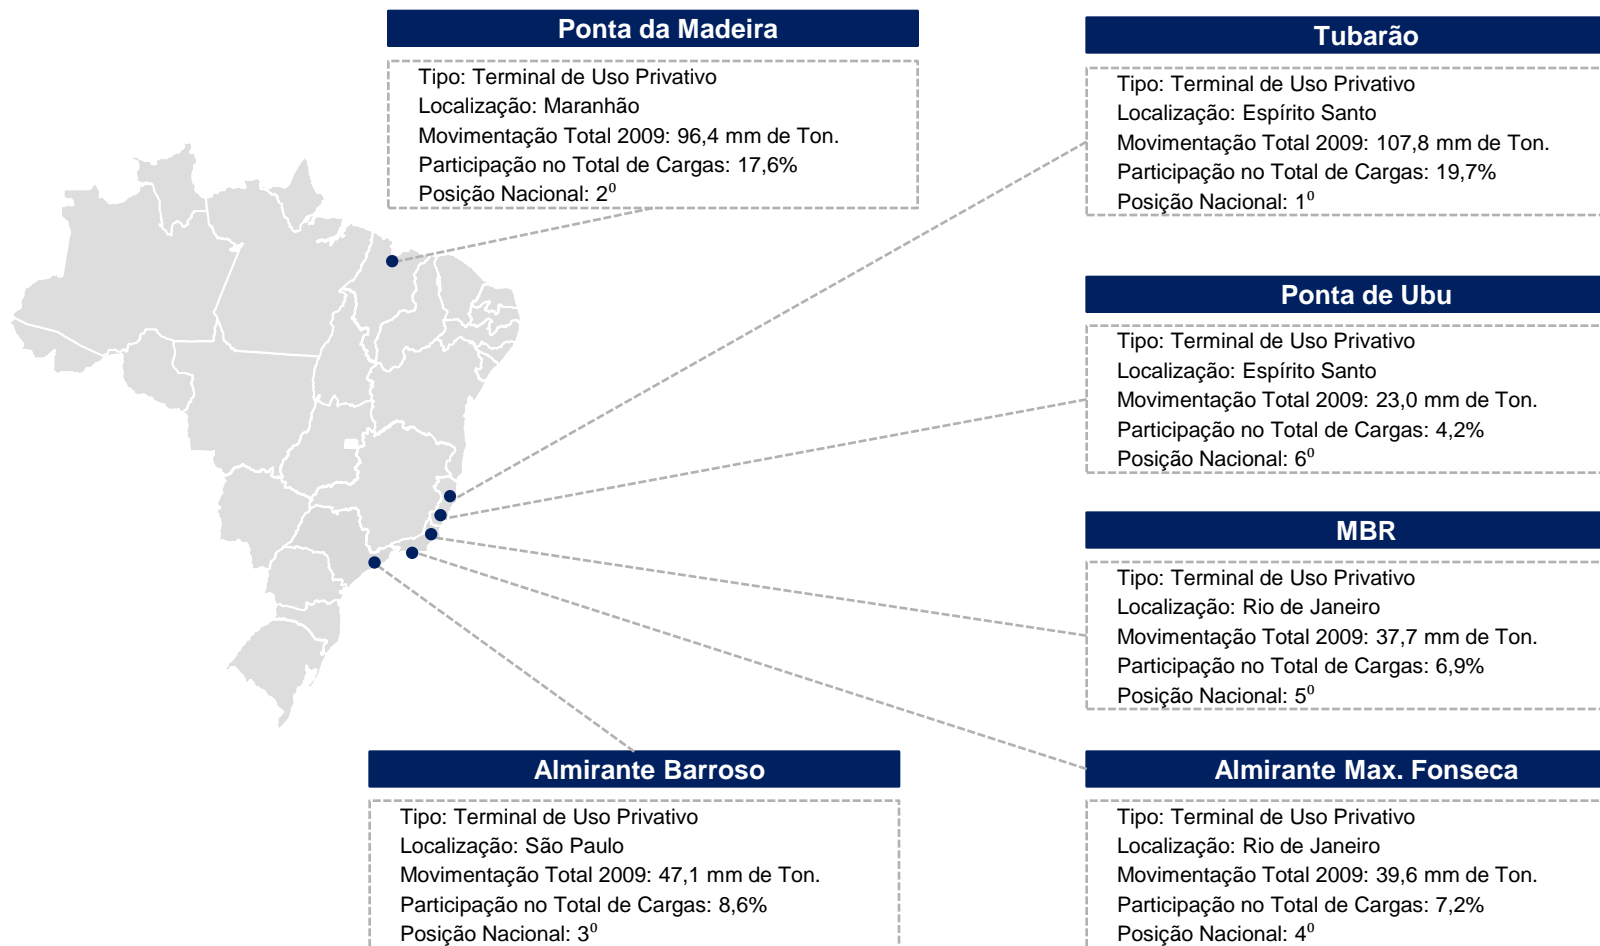 Ponta da Madeira
Tipo: Terminal de Uso Privativo
Localização: Maranhão
Movimentação Total 2009: 96,4 mm de Ton.
Participação no Total de Cargas: 17,6%
Posição Nacional: 2⁰
Tubarão
Tipo: Terminal de Uso Privativo
Localização: Espírito Santo
Movimentação Total 2009: 107,8 mm de Ton.
Participação no Total de Cargas: 19,7%
Posição Nacional: 1⁰
Ponta de Ubu
Tipo: Terminal de Uso Privativo
Localização: Espírito Santo
Movimentação Total 2009: 23,0 mm de Ton.
Participação no Total de Cargas: 4,2%
Posição Nacional: 6⁰
MBR
Tipo: Terminal de Uso Privativo
Localização: Rio de Janeiro
Movimentação Total 2009: 37,7 mm de Ton.
Participação no Total de Cargas: 6,9%
Posição Nacional: 5⁰
Almirante Barroso
Tipo: Terminal de Uso Privativo
Localização: São Paulo
Movimentação Total 2009: 47,1 mm de Ton.
Participação no Total de Cargas: 8,6%
Posição Nacional: 3⁰
Almirante Max. Fonseca
Tipo: Terminal de Uso Privativo
Localização: Rio de Janeiro
Movimentação Total 2009: 39,6 mm de Ton.
Participação no Total de Cargas: 7,2%
Posição Nacional: 4⁰